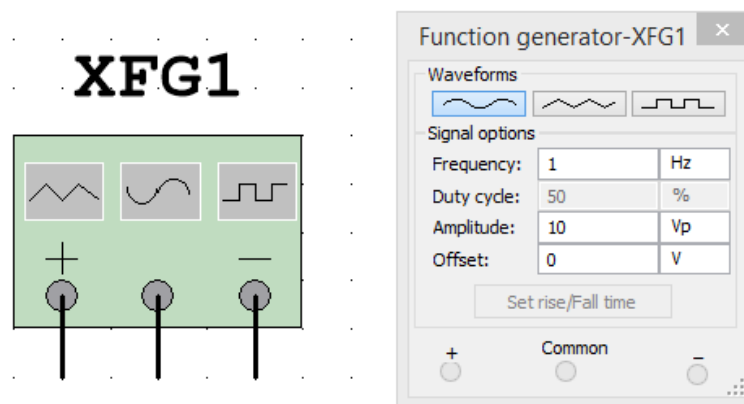 XFG1
+ −
Function generator-XFG1 ×
Waveforms
Signal options
Frequency: 1 Hz
Duty cycle: 50 %
Amplitude: 10 Vp
Offset: 0 V
Set rise/Fall time
+ Common −